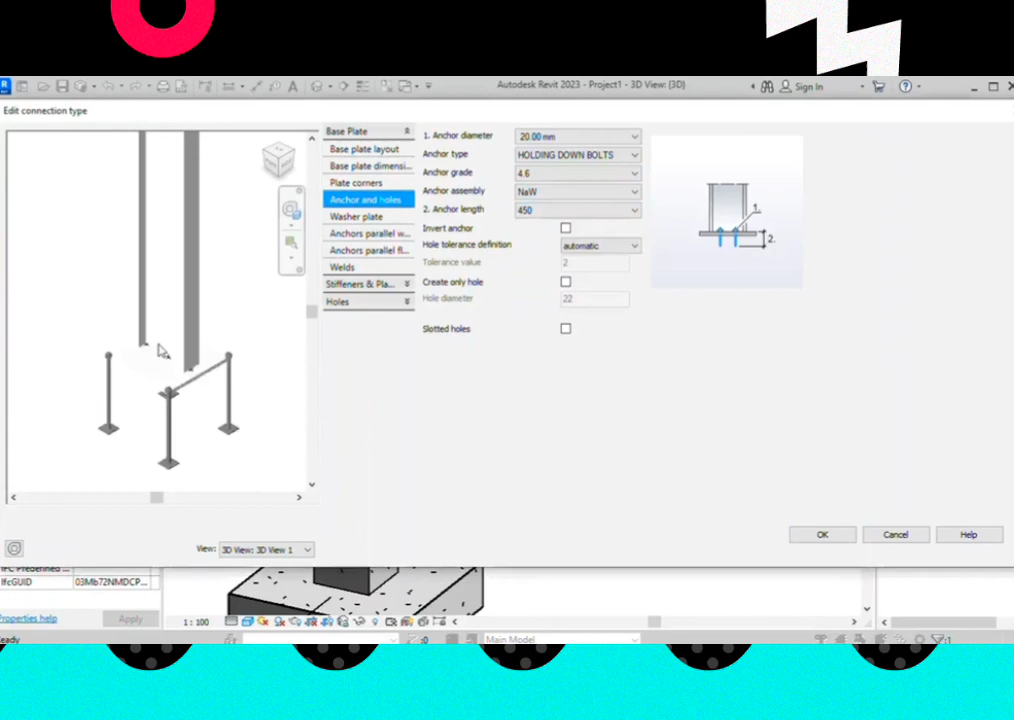 Autodesk Revit 2023 - Project1 - 3D View: {3D}
Sign In
Edit connection type
Base Plate
Base plate layout
Base plate dimensi...
Plate corners
Anchor and holes
Washer plate
Anchors parallel w...
Anchors parallel fl...
Welds
Stiffeners & Pla...
Holes
1. Anchor diameter 20.00 mm
Anchor type HOLDING DOWN BOLTS
Anchor grade 4.6
Anchor assembly NaW
2. Anchor length 450
Invert anchor
Hole tolerance definition automatic
Tolerance value 2
Create only hole
Hole diameter 22
Slotted holes
1.
2.
OK Cancel Help
View: 3D View: 3D View 1
IFC Predefined ...
IfcGUID 03Mb72NMDCP...
Properties help Apply
1 : 100
eady
:0 Main Model
:1